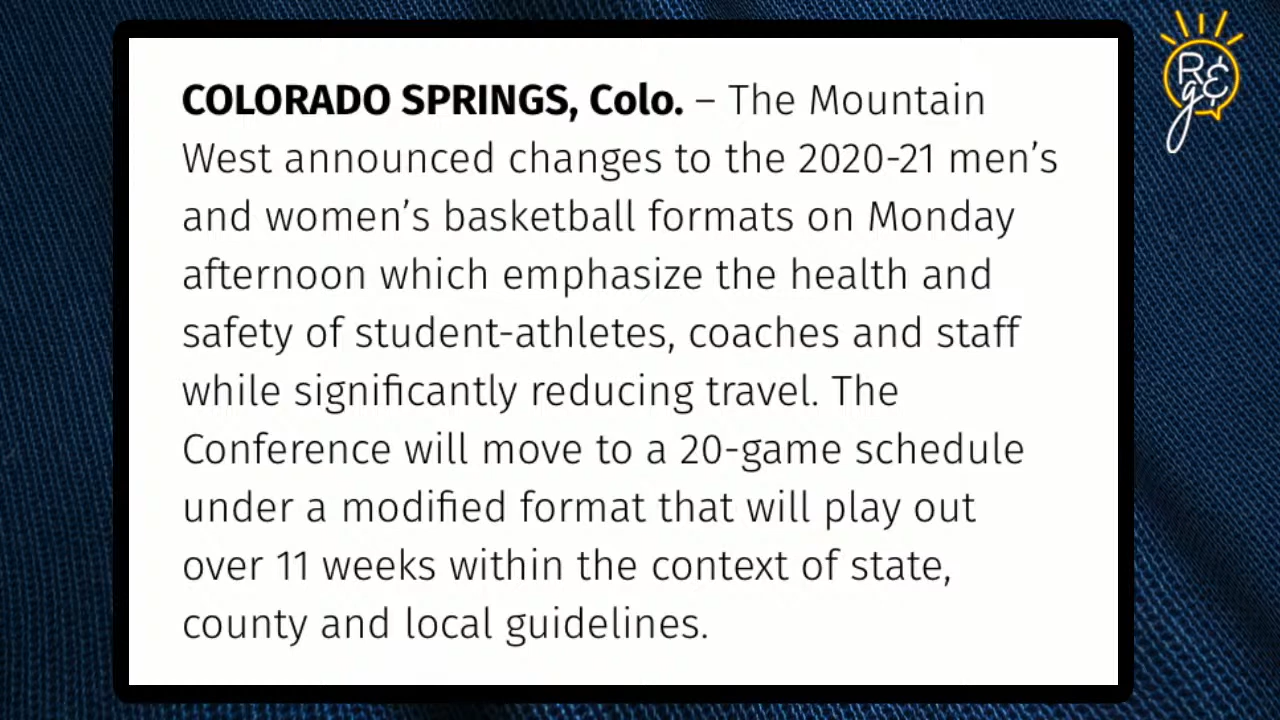 COLORADO SPRINGS, Colo. – The Mountain
West announced changes to the 2020-21 men’s
and women’s basketball formats on Monday
afternoon which emphasize the health and
safety of student-athletes, coaches and staff
while significantly reducing travel. The
Conference will move to a 20-game schedule
under a modified format that will play out
over 11 weeks within the context of state,
county and local guidelines.